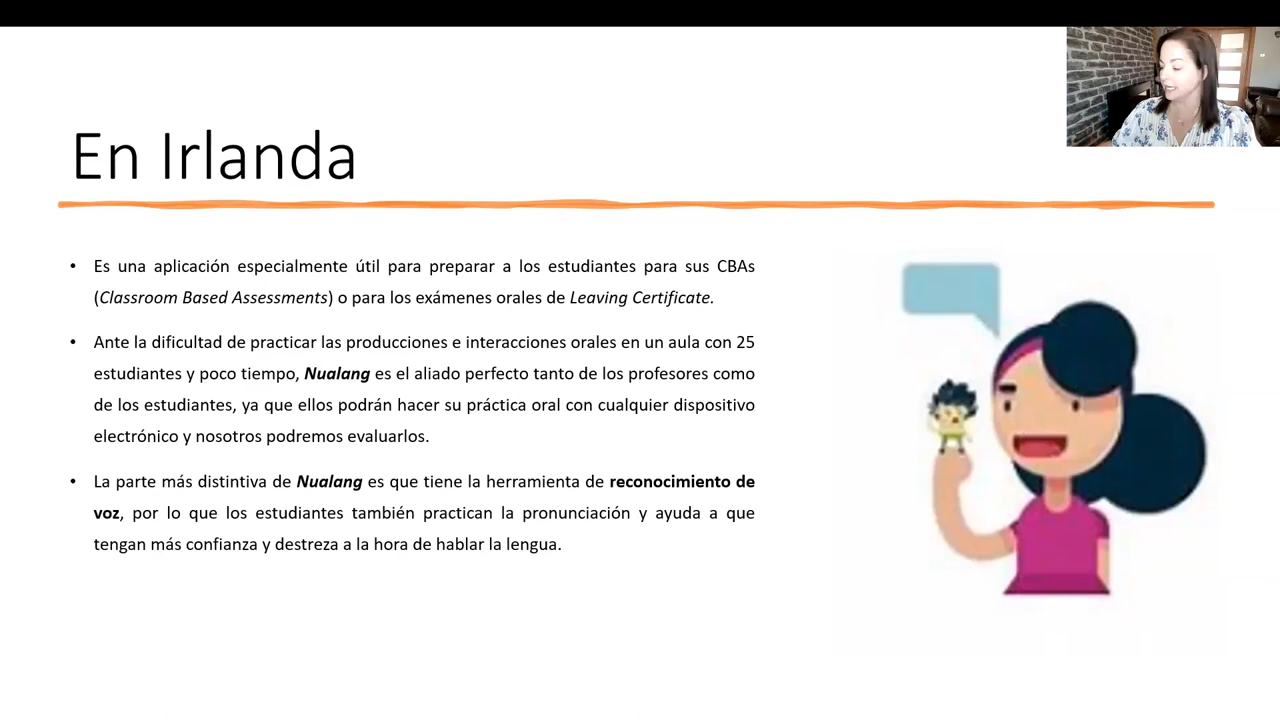 En Irlanda
• Es una aplicación especialmente útil para preparar a los estudiantes para sus CBAs
(Classroom Based Assessments) o para los exámenes orales de Leaving Certificate.
• Ante la dificultad de practicar las producciones e interacciones orales en un aula con 25
estudiantes y poco tiempo, Nualang es el aliado perfecto tanto de los profesores como
de los estudiantes, ya que ellos podrán hacer su práctica oral con cualquier dispositivo
electrónico y nosotros podremos evaluarlos.
• La parte más distintiva de Nualang es que tiene la herramienta de reconocimiento de
voz, por lo que los estudiantes también practican la pronunciación y ayuda a que
tengan más confianza y destreza a la hora de hablar la lengua.